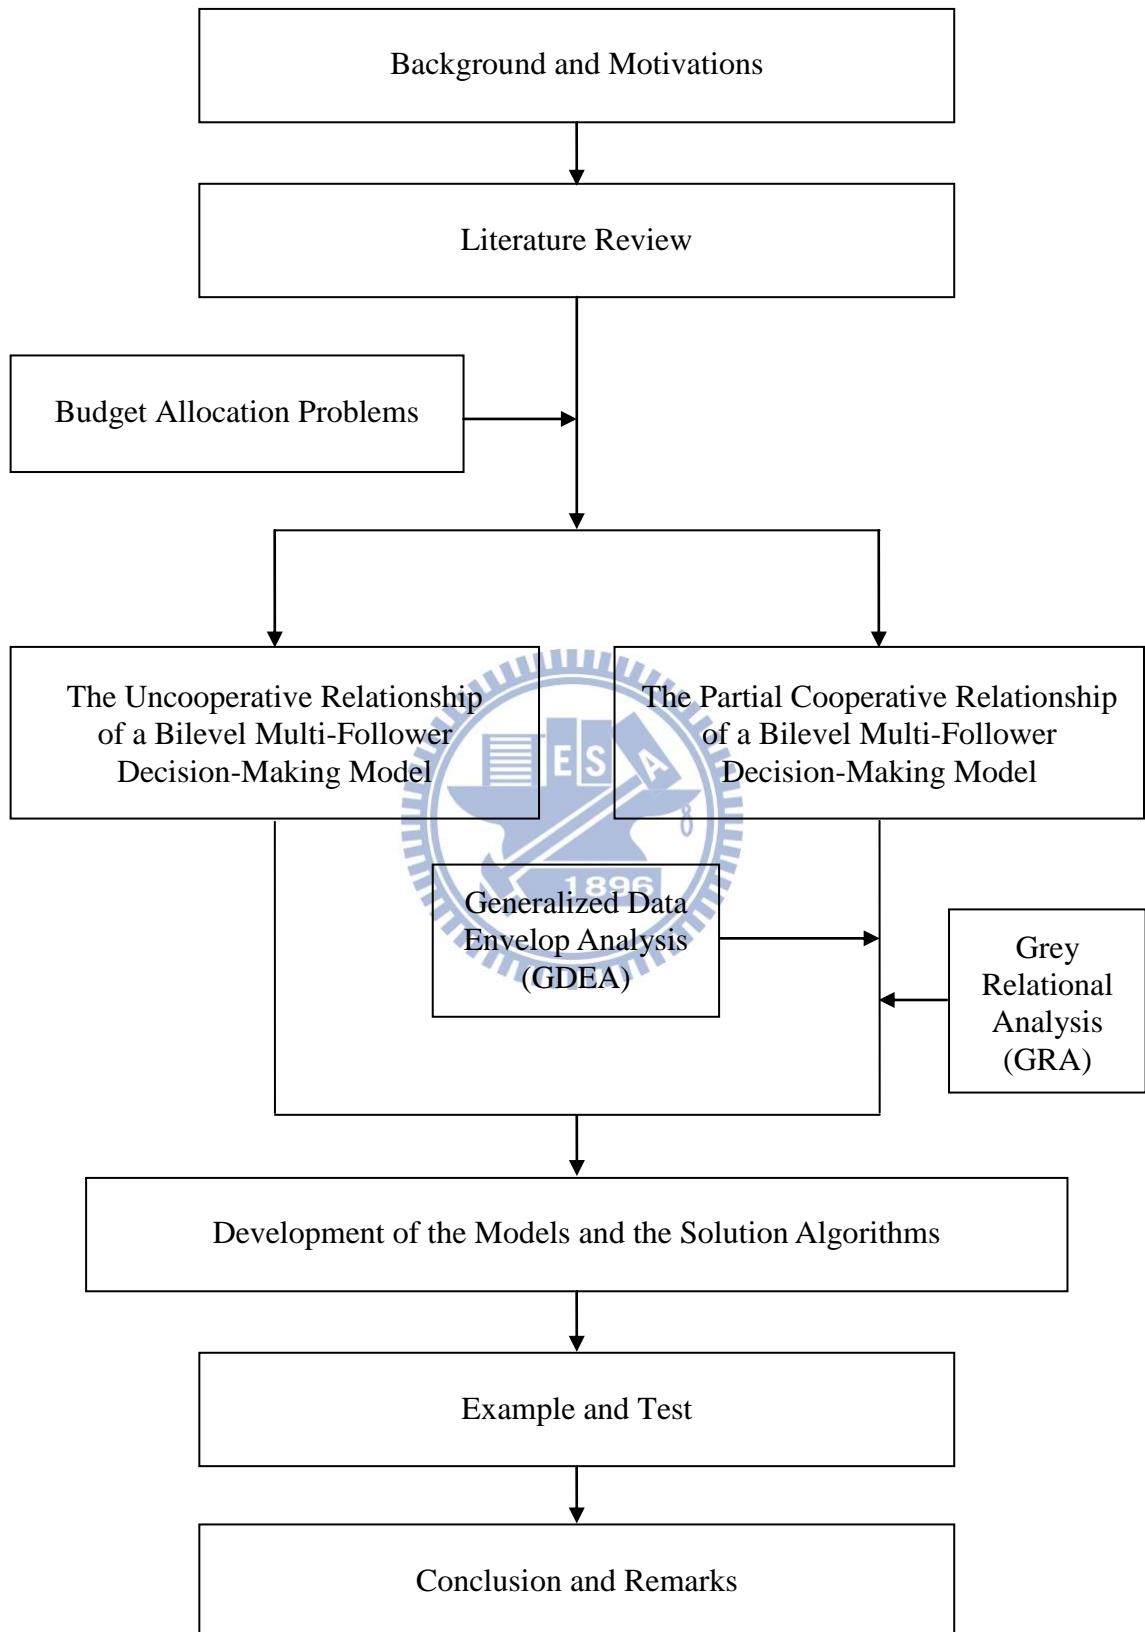 Background and Motivations
Literature Review
Budget Allocation Problems
The Uncooperative Relationship
of a Bilevel Multi-Follower
Decision-Making Model
The Partial Cooperative Relationship
of a Bilevel Multi-Follower
Decision-Making Model
E S A
1896
Generalized Data
Envelop Analysis
(GDEA)
Grey
Relational
Analysis
(GRA)
Development of the Models and the Solution Algorithms
Example and Test
Conclusion and Remarks